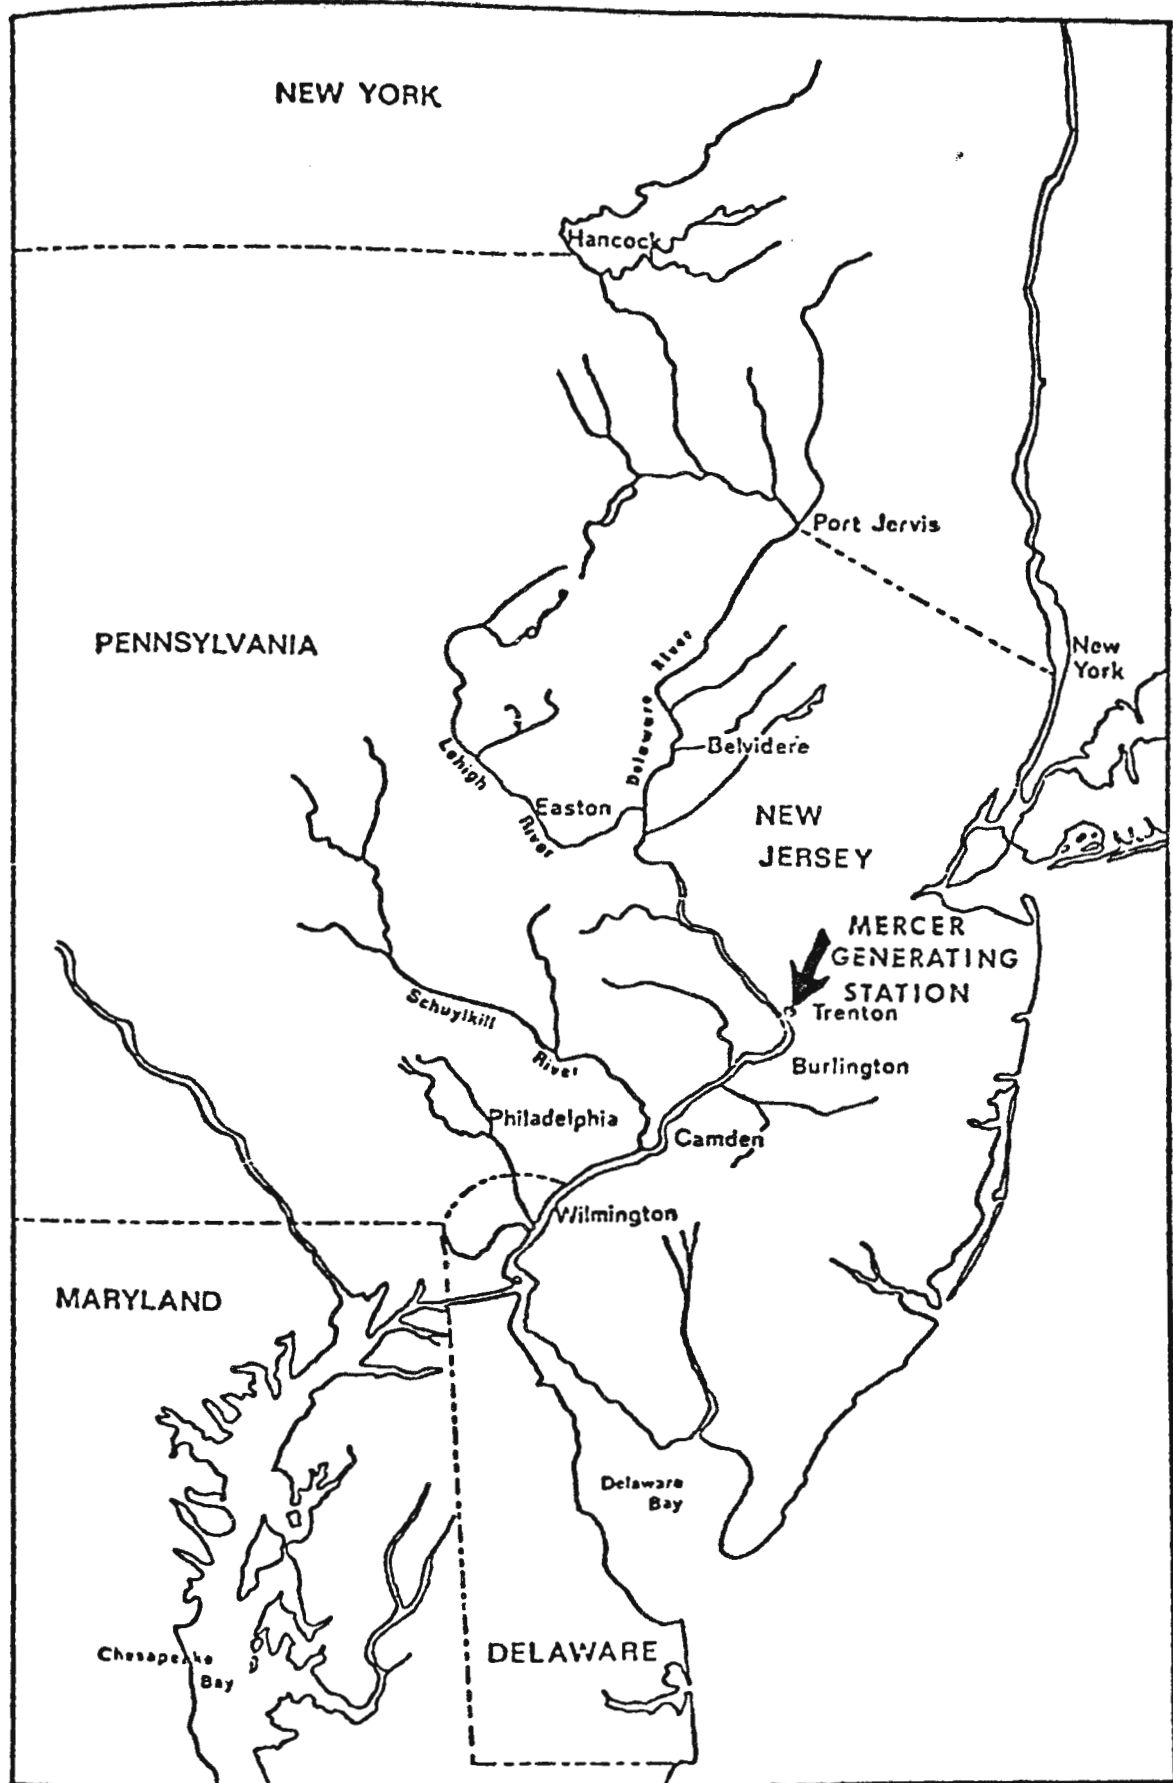 NEW YORK
Hancock
Port Jervis
PENNSYLVANIA
New
York
Delaware River
Belvidere
Lehigh
River
Easton
NEW
JERSEY
MERCER
GENERATING
STATION
Trenton
Schuylkill
River
Burlington
Philadelphia
Camden
Wilmington
MARYLAND
Delaware
Bay
Chesapeake
Bay
DELAWARE